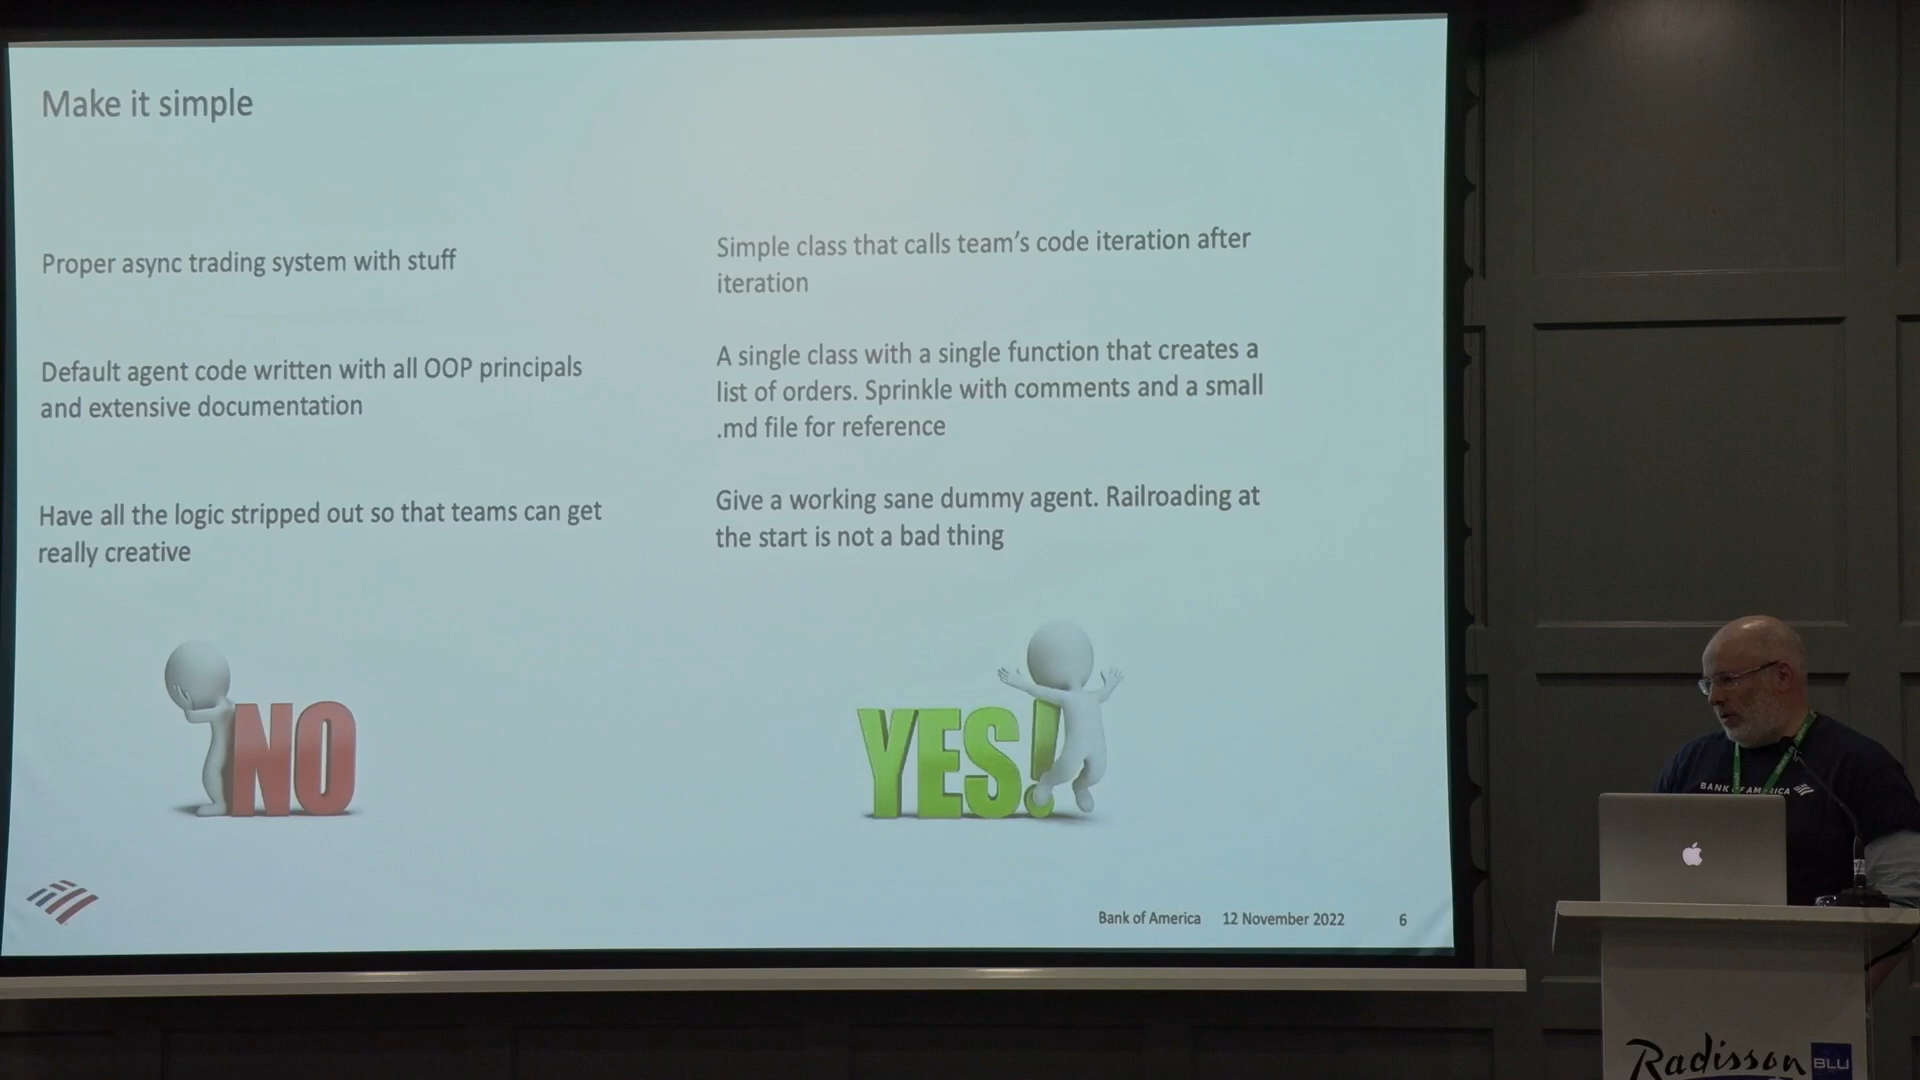 Make it simple
Proper async trading system with stuff
Default agent code written with all OOP principals
and extensive documentation
Have all the logic stripped out so that teams can get
really creative
NO
Simple class that calls team's code iteration after
iteration
A single class with a single function that creates a
list of orders. Sprinkle with comments and a small
.md file for reference
Give a working sane dummy agent. Railroading at
the start is not a bad thing
YES!
Bank of America 12 November 2022 6
BANK OF AMERICA
Radisson BLU